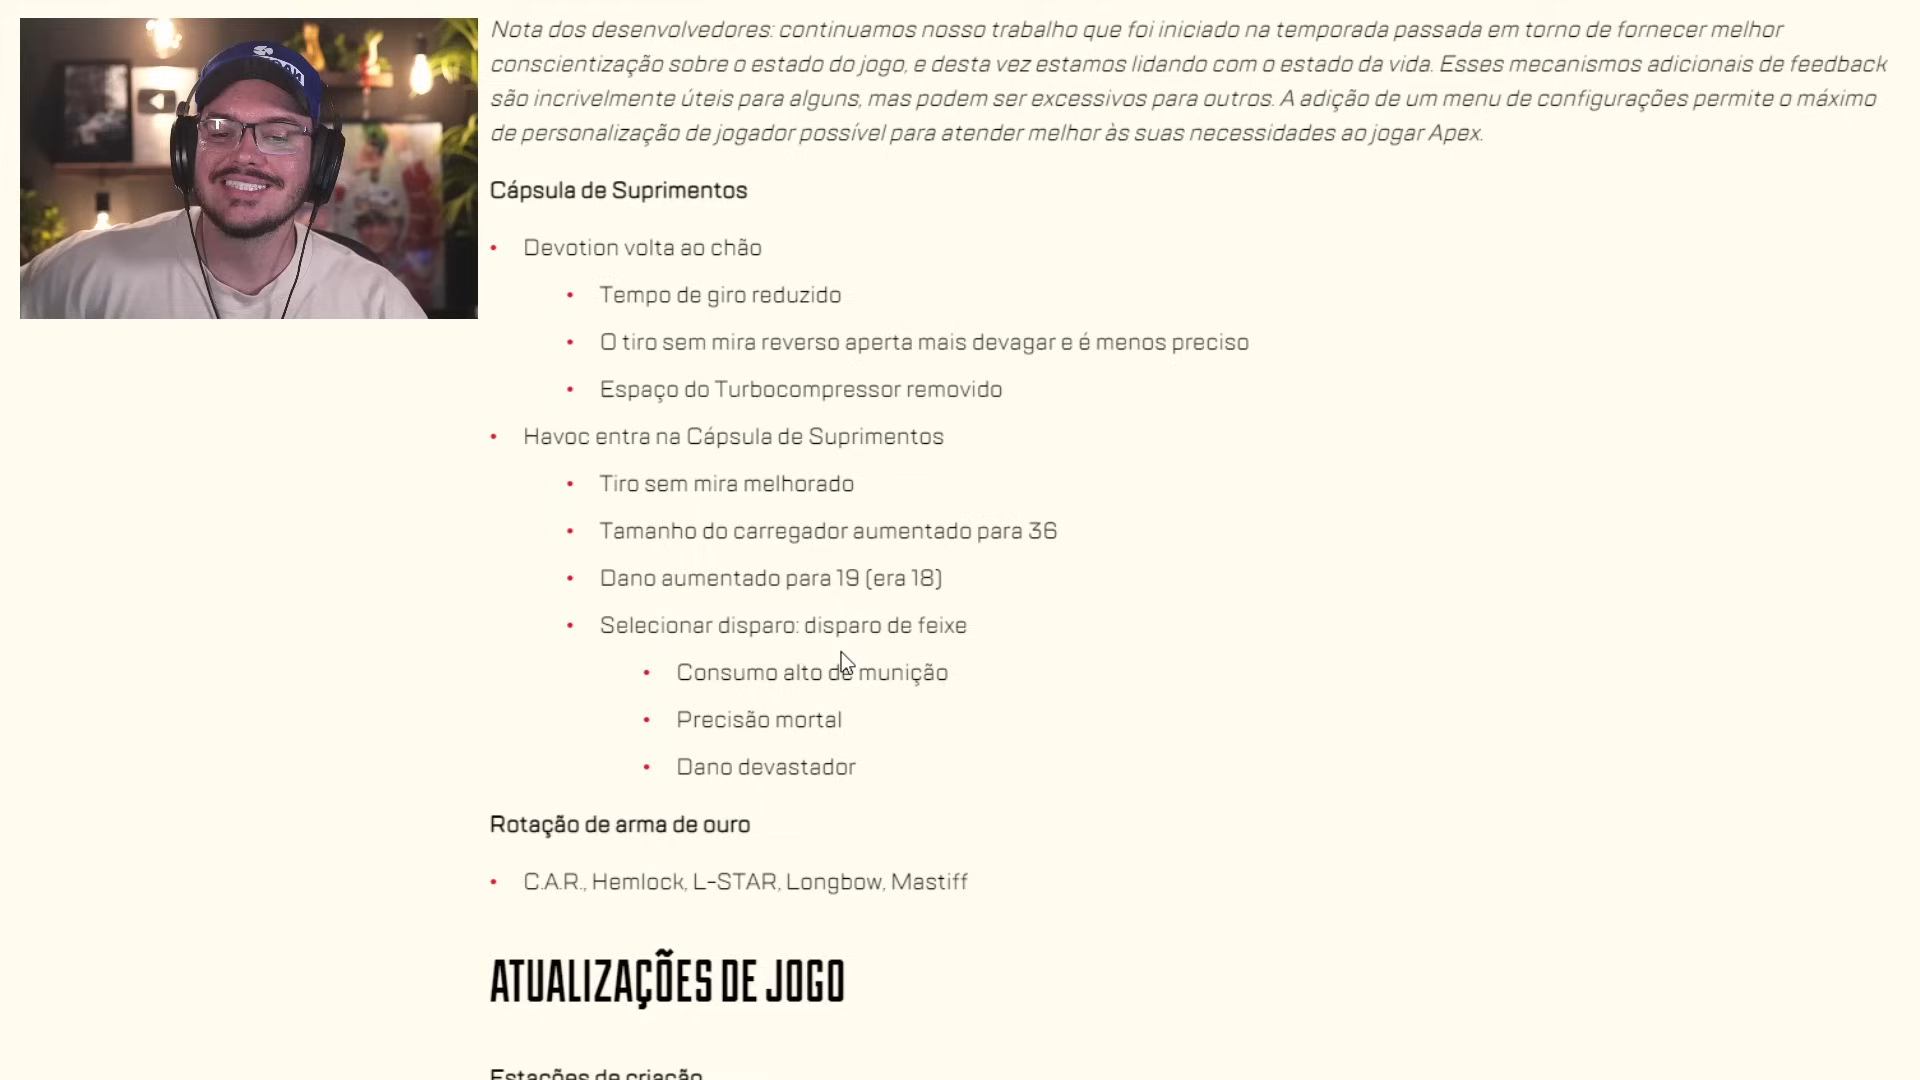 Nota dos desenvolvedores: continuamos nosso trabalho que foi iniciado na temporada passada em torno de fornecer melhor
conscientização sobre o estado do jogo, e desta vez estamos lidando com o estado da vida. Esses mecanismos adicionais de feedback
são incrivelmente úteis para alguns, mas podem ser excessivos para outros. A adição de um menu de configurações permite o máximo
de personalização de jogador possível para atender melhor às suas necessidades ao jogar Apex.
Cápsula de Suprimentos
• Devotion volta ao chão
• Tempo de giro reduzido
• O tiro sem mira reverso aperta mais devagar e é menos preciso
• Espaço do Turbocompressor removido
• Havoc entra na Cápsula de Suprimentos
• Tiro sem mira melhorado
• Tamanho do carregador aumentado para 36
• Dano aumentado para 19 (era 18)
• Selecionar disparo: disparo de feixe
• Consumo alto de munição
• Precisão mortal
• Dano devastador
Rotação de arma de ouro
• C.A.R., Hemlock, L-STAR, Longbow, Mastiff
ATUALIZAÇÕES DE JOGO
Estações de criação